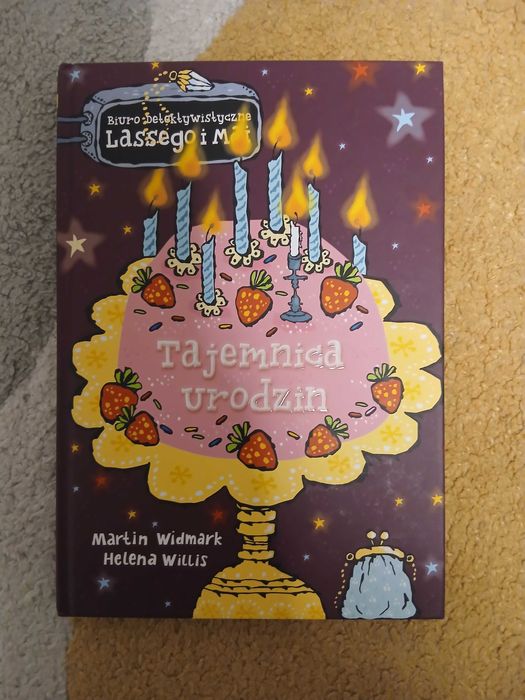 Biuro Detektywistyczne
Lassego i Mai
Tajemnica
urodzin
Martin Widmark
Helena Willis